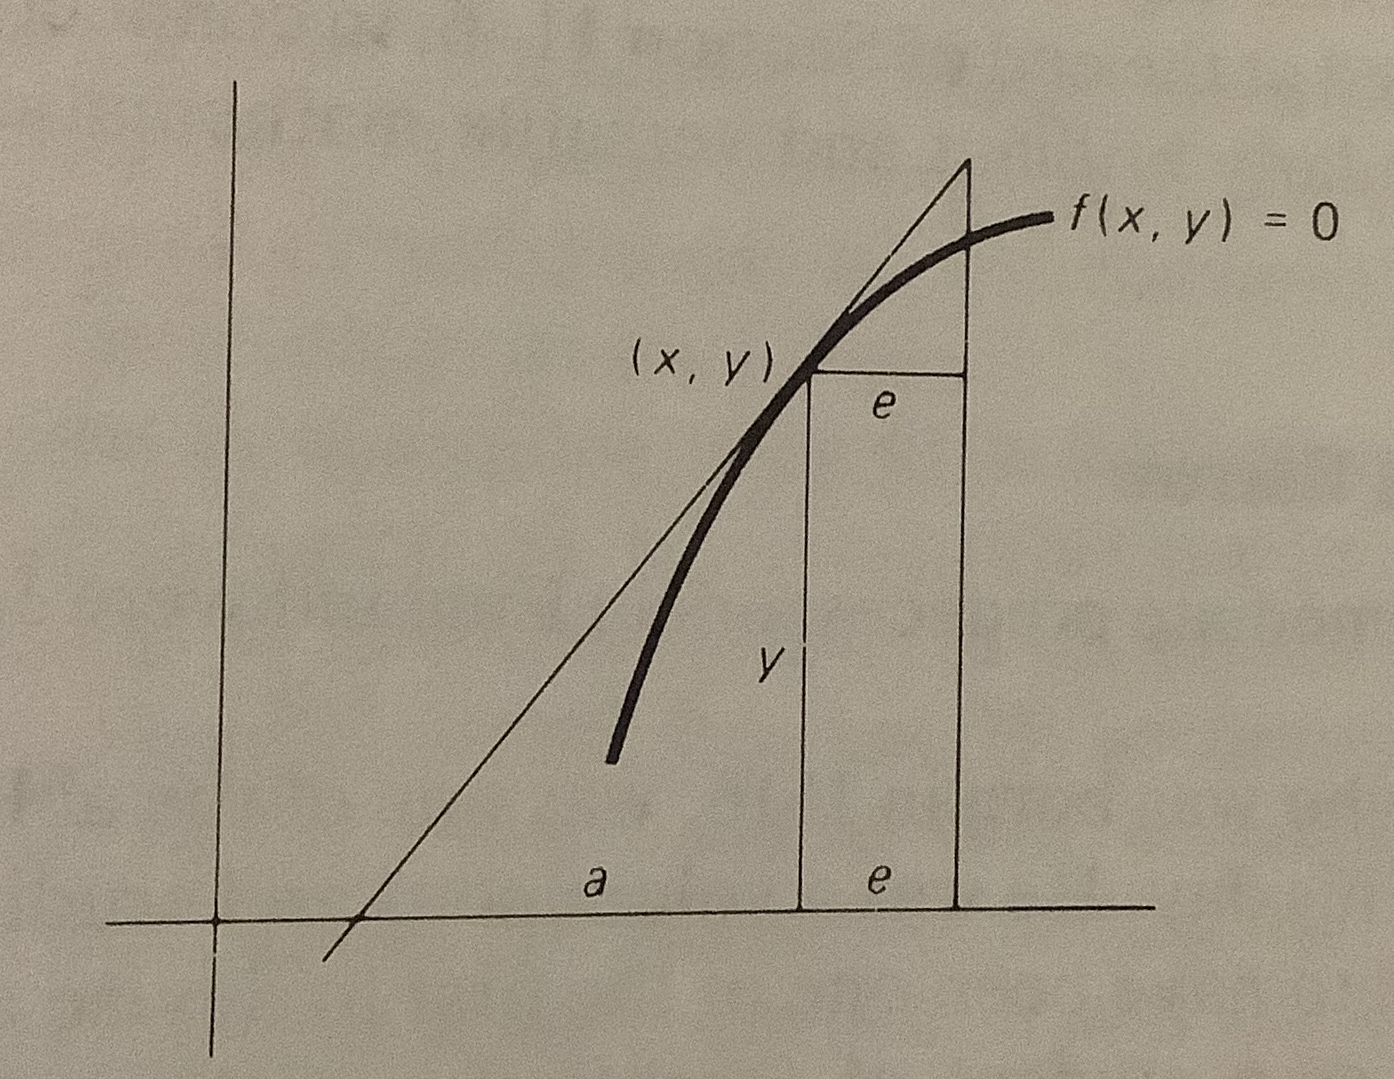 f(x, y) = 0
(x, y)
e
y
a
e